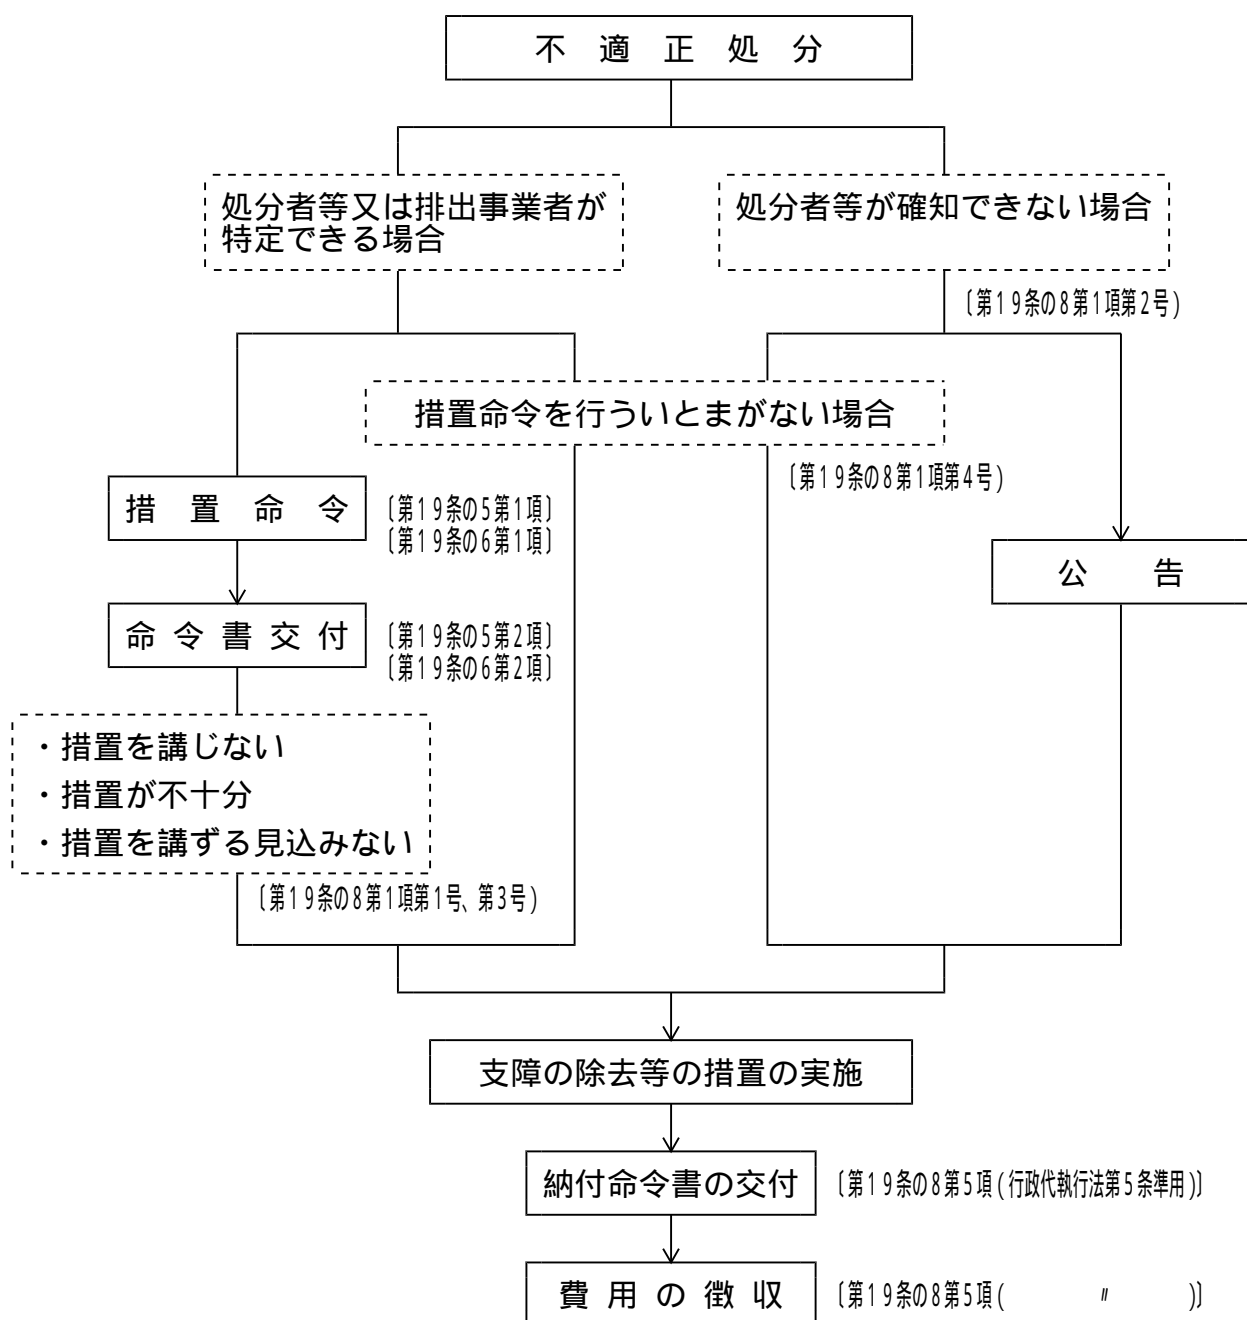 不適正処分
処分者等又は排出事業者が
特定できる場合
処分者等が確知できない場合
〔第19条の8第1項第2号)
措置命令を行ういとまがない場合
〔第19条の8第1項第4号)
措置命令
〔第19条の5第1項〕
〔第19条の6第1項〕
公告
命令書交付
〔第19条の5第2項〕
〔第19条の6第2項〕
・措置を講じない
・措置が不十分
・措置を講ずる見込みない
〔第19条の8第1項第1号、第3号)
支障の除去等の措置の実施
納付命令書の交付
〔第19条の8第5項(行政代執行法第5条準用)〕
費用の徴収
〔第19条の8第5項( 〃 )〕